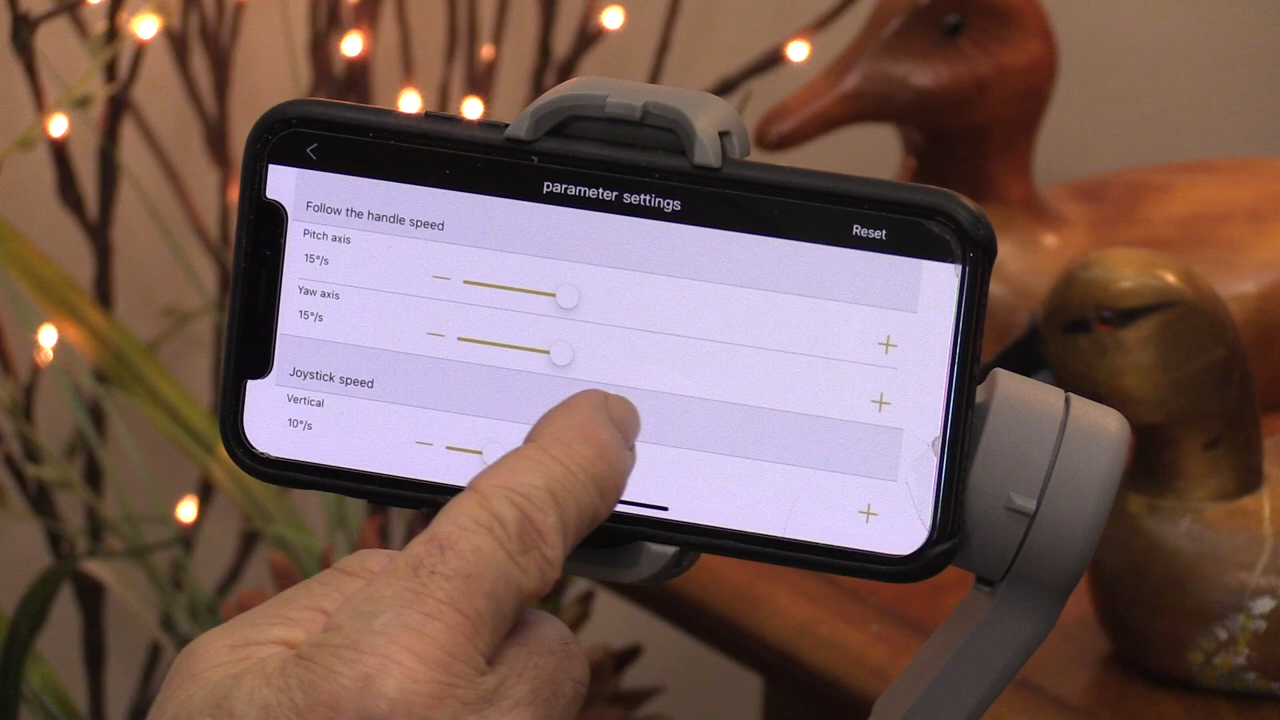 parameter settings
Reset
Follow the handle speed
Pitch axis
15°/s
Yaw axis
15°/s
Joystick speed
Vertical
10°/s